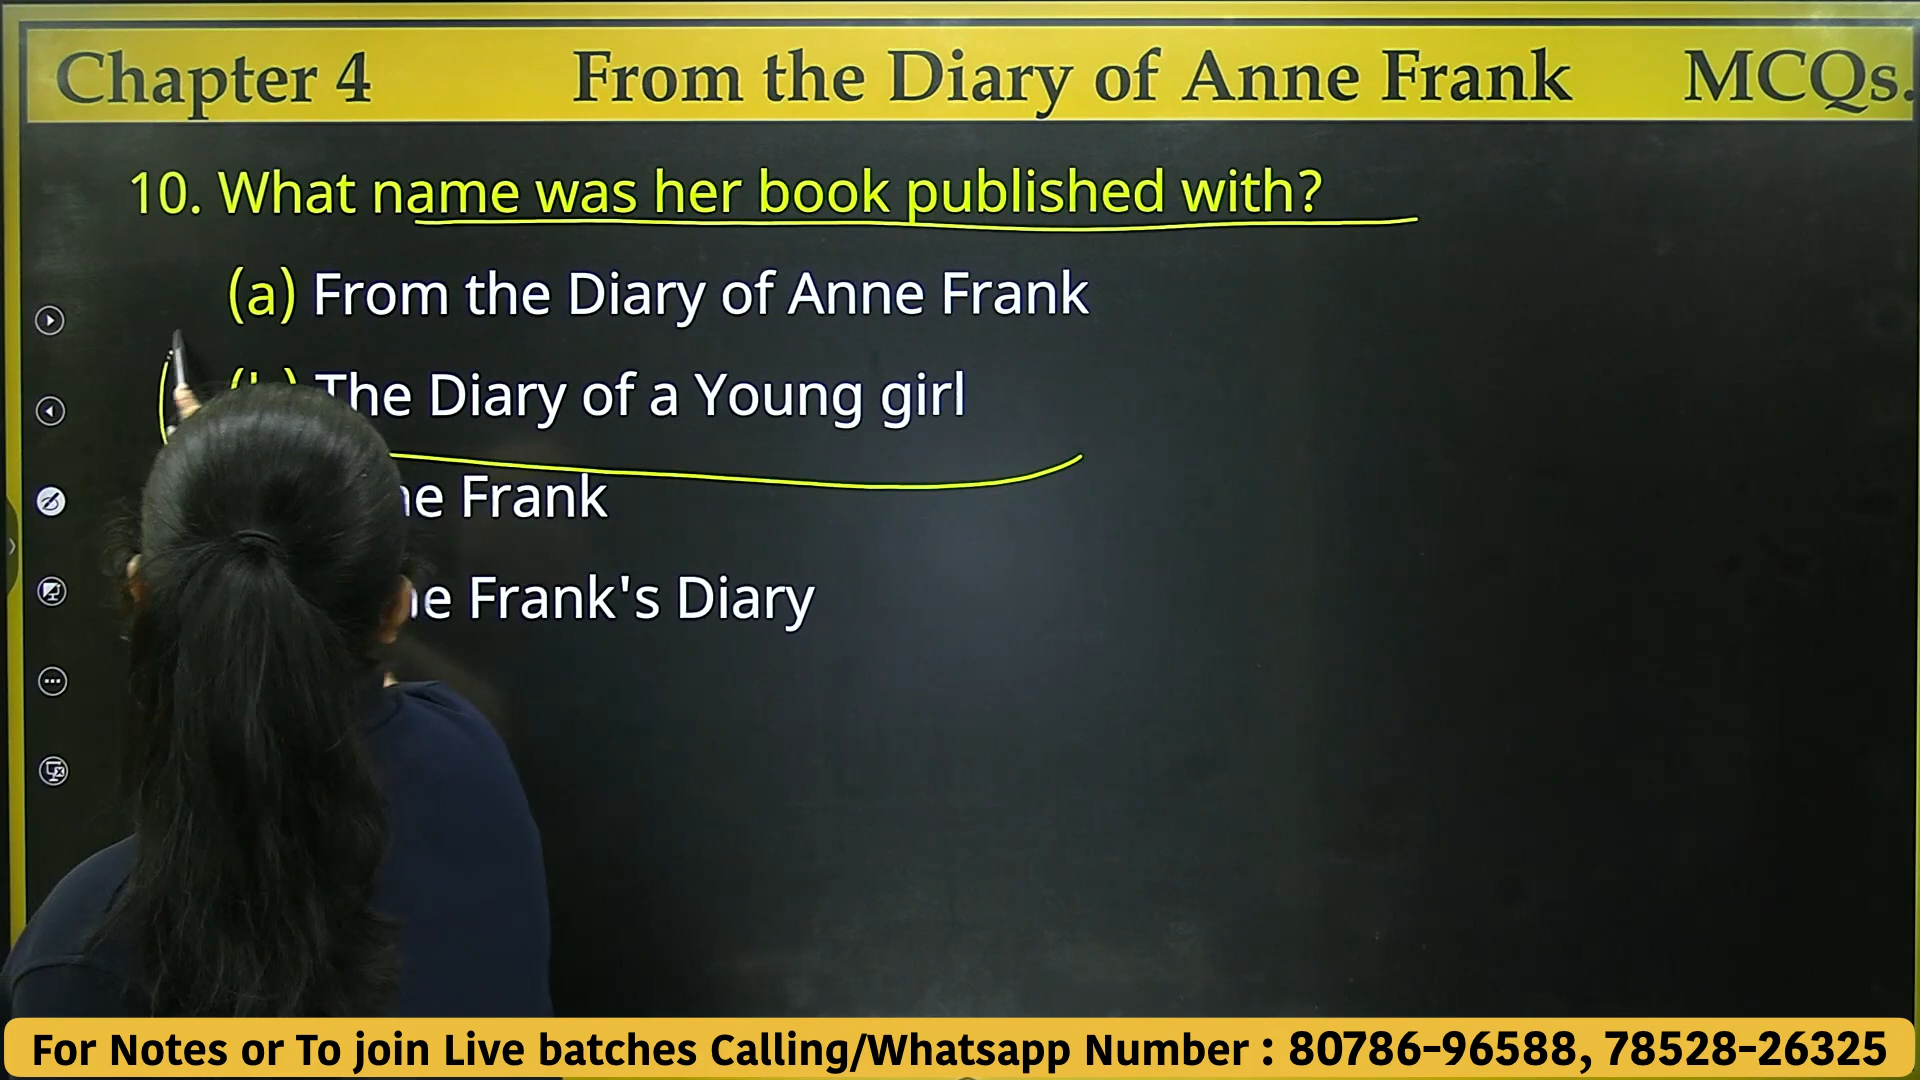 Chapter 4 From the Diary of Anne Frank MCQs.
10. What name was her book published with?
(a) From the Diary of Anne Frank
The Diary of a Young girl
Frank
Frank's Diary
For Notes or To join Live batches Calling/Whatsapp Number : 80786-96588, 78528-26325